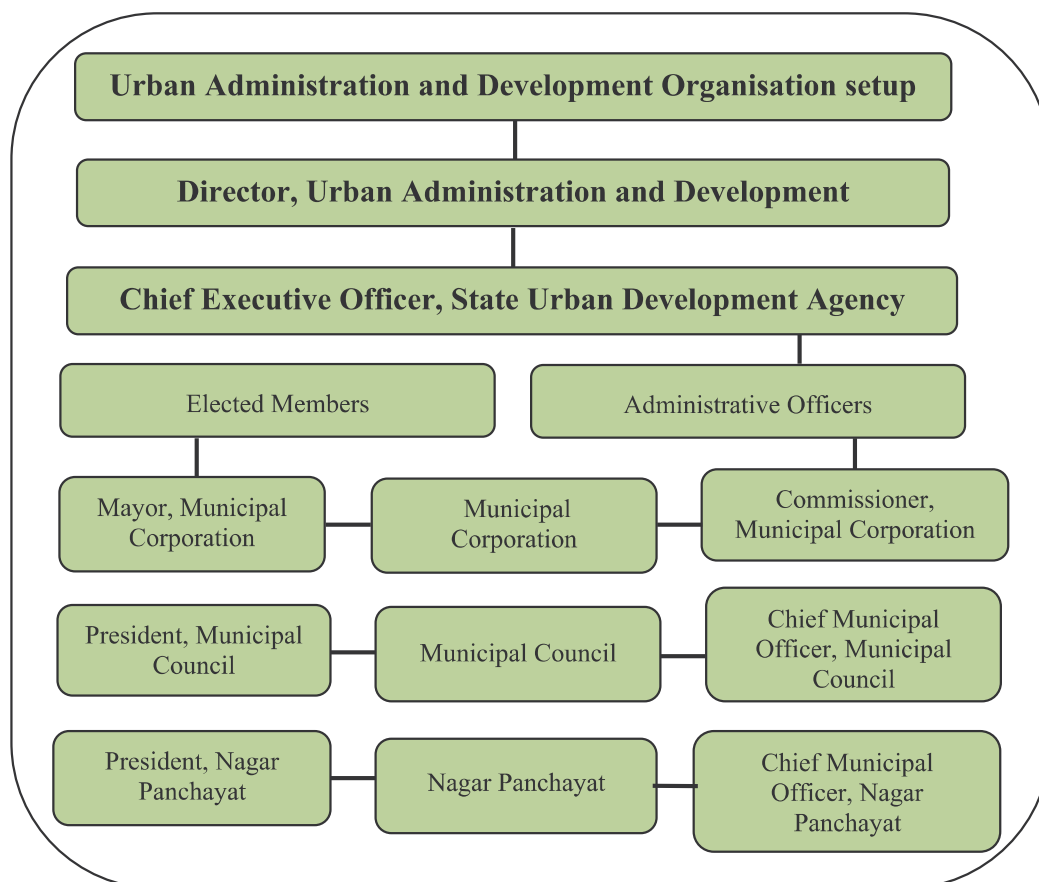 Urban Administration and Development Organisation setup
Director, Urban Administration and Development
Chief Executive Officer, State Urban Development Agency
Elected Members
Administrative Officers
Mayor, Municipal
Corporation
Municipal
Corporation
Commissioner,
Municipal Corporation
President, Municipal
Council
Municipal Council
Chief Municipal
Officer, Municipal
Council
President, Nagar
Panchayat
Nagar Panchayat
Chief Municipal
Officer, Nagar
Panchayat